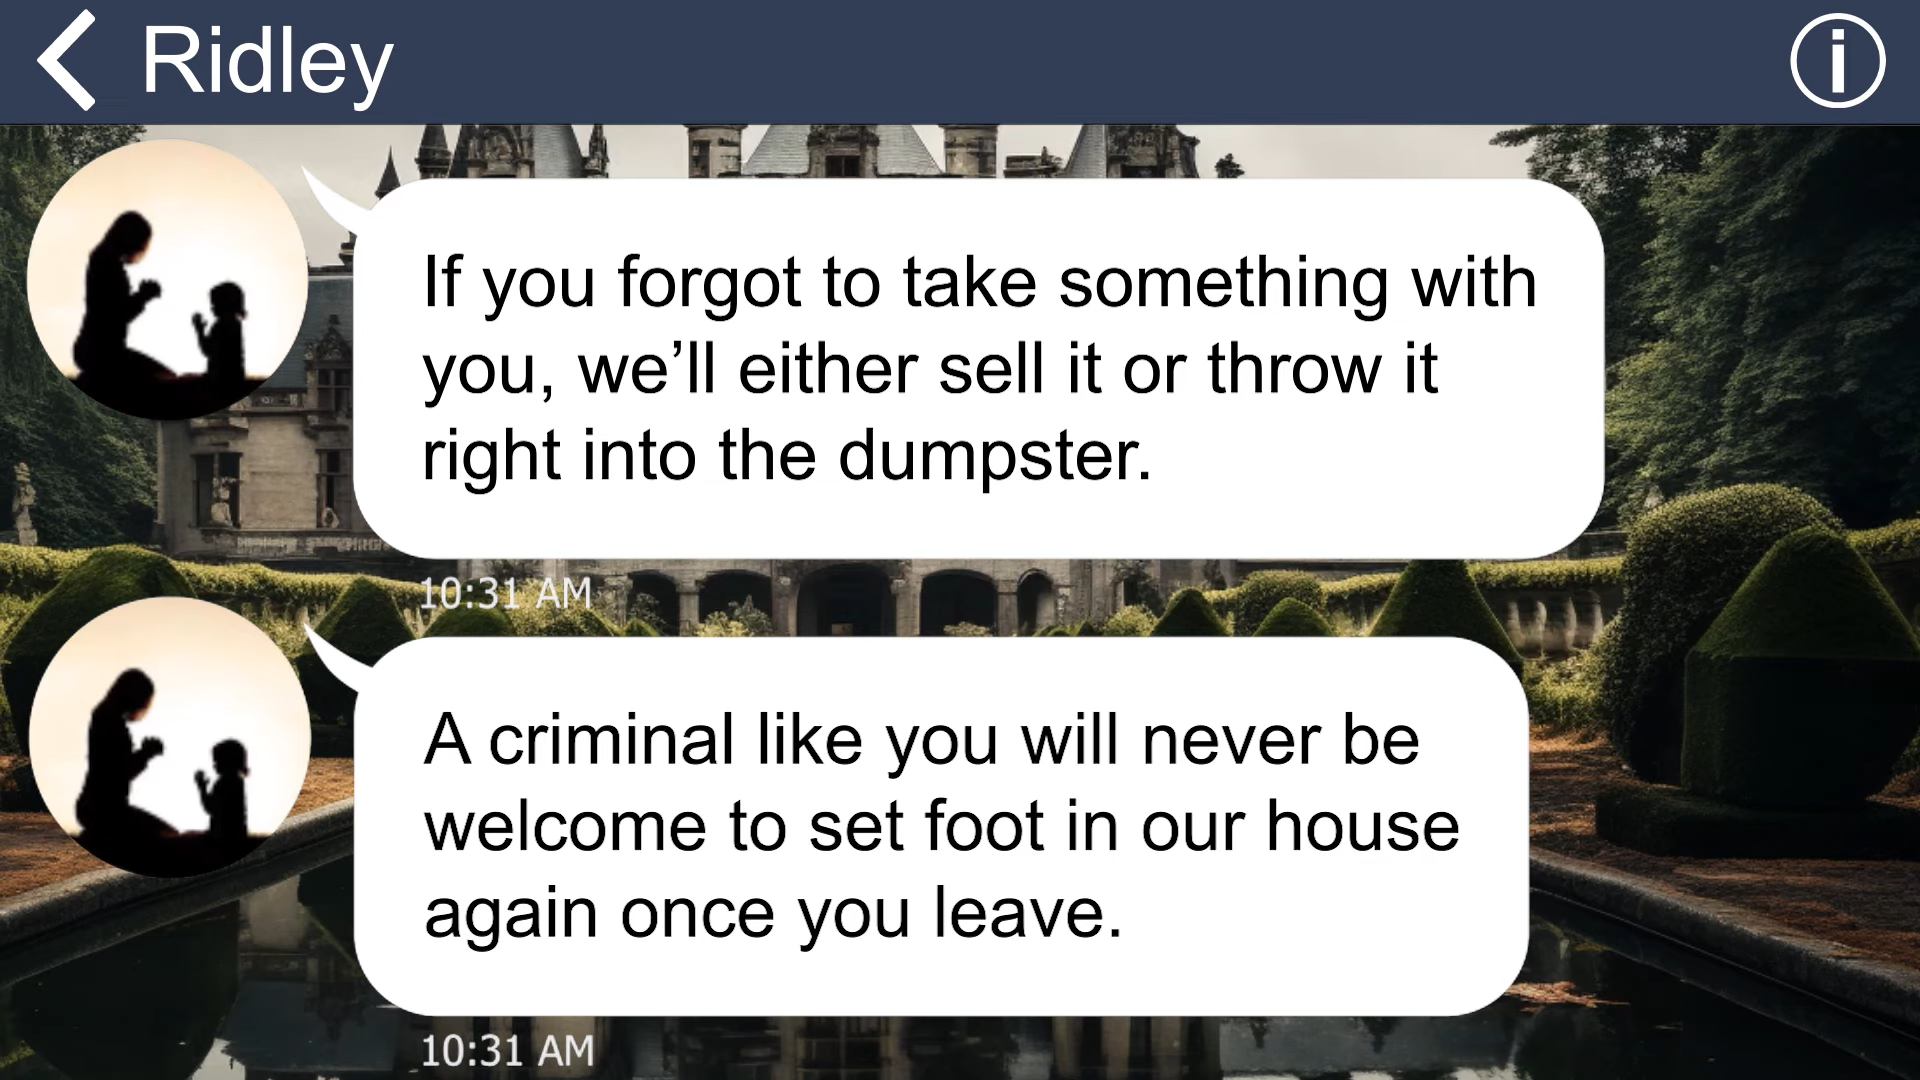 Ridley
If you forgot to take something with
you, we’ll either sell it or throw it
right into the dumpster.
10:31 AM
A criminal like you will never be
welcome to set foot in our house
again once you leave.
10:31 AM